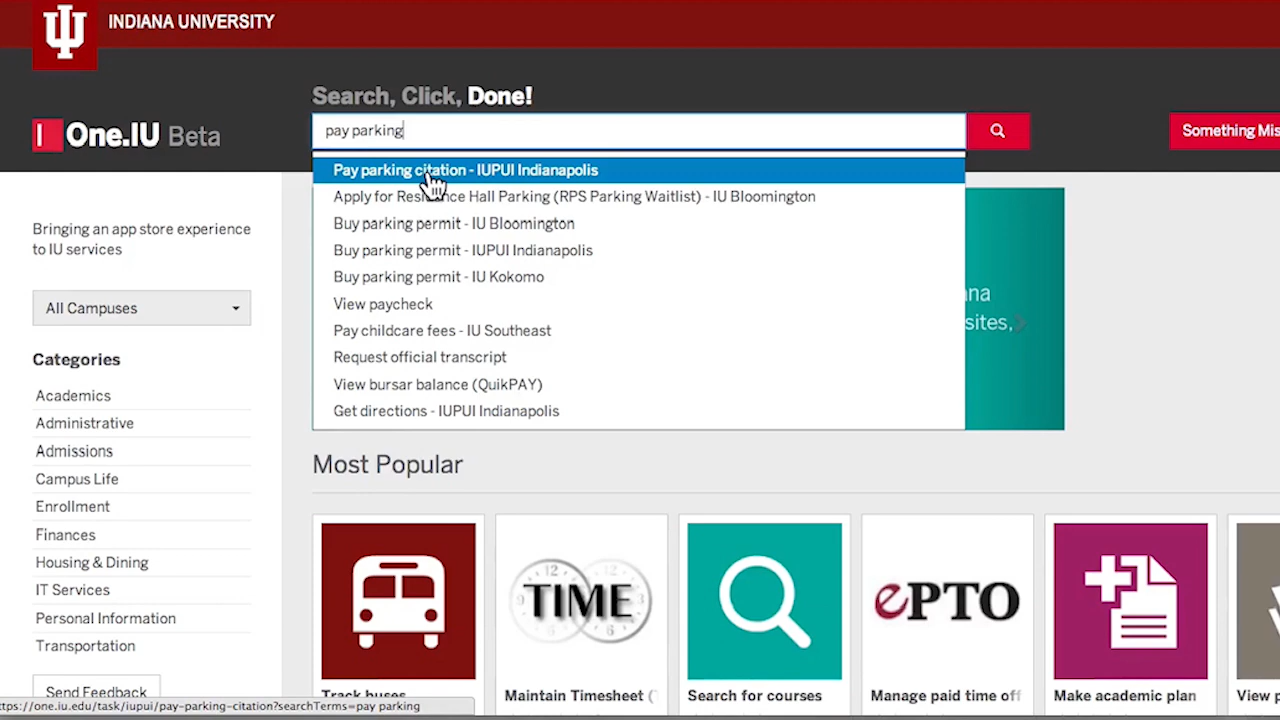 INDIANA UNIVERSITY
Search, Click, Done!
One.IU Beta
pay parking
Something Mis
Pay parking citation - IUPUI Indianapolis
Apply for Residence Hall Parking (RPS Parking Waitlist) - IU Bloomington
Buy parking permit - IU Bloomington
Buy parking permit - IUPUI Indianapolis
Buy parking permit - IU Kokomo
View paycheck
Pay childcare fees - IU Southeast
Request official transcript
View bursar balance (QuikPAY)
Get directions - IUPUI Indianapolis
Bringing an app store experience
to IU services
All Campuses
Categories
Academics
Administrative
Admissions
Campus Life
Enrollment
Finances
Housing & Dining
IT Services
Personal Information
Transportation
Send Feedback
ana
sites,
Most Popular
TIME
ePTO
Track buses
Maintain Timesheet (
Search for courses
Manage paid time off
Make academic plan
View p
ttps://one.iu.edu/task/iupui/pay-parking-citation?searchTerms=pay parking